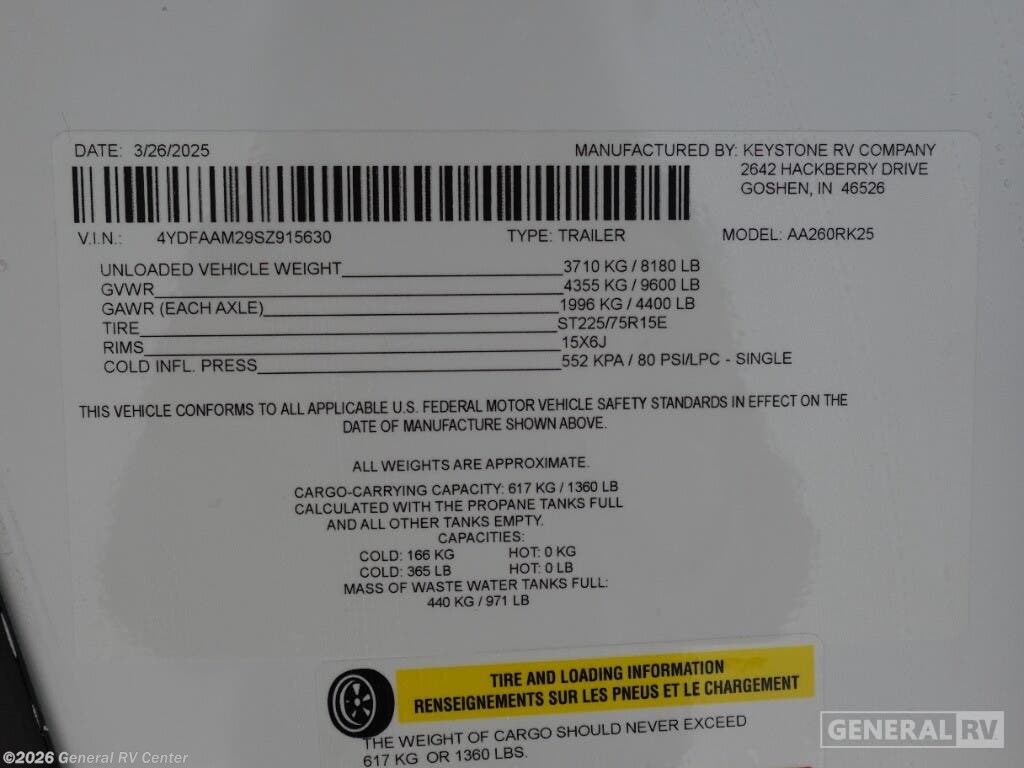 DATE: 3/26/2025
MANUFACTURED BY: KEYSTONE RV COMPANY
2642 HACKBERRY DRIVE
GOSHEN, IN 46526
V.I.N.: 4YDFAAM29SZ915630 TYPE: TRAILER MODEL: AA260RK25
UNLOADED VEHICLE WEIGHT 3710 KG / 8180 LB
GVWR 4355 KG / 9600 LB
GAWR (EACH AXLE) 1996 KG / 4400 LB
TIRE ST225/75R15E
RIMS 15X6J
COLD INFL. PRESS 552 KPA / 80 PSI/LPC - SINGLE
THIS VEHICLE CONFORMS TO ALL APPLICABLE U.S. FEDERAL MOTOR VEHICLE SAFETY STANDARDS IN EFFECT ON THE
DATE OF MANUFACTURE SHOWN ABOVE.
ALL WEIGHTS ARE APPROXIMATE.
CARGO-CARRYING CAPACITY: 617 KG / 1360 LB
CALCULATED WITH THE PROPANE TANKS FULL
AND ALL OTHER TANKS EMPTY.
CAPACITIES:
COLD: 166 KG HOT: 0 KG
COLD: 365 LB HOT: 0 LB
MASS OF WASTE WATER TANKS FULL:
440 KG / 971 LB
TIRE AND LOADING INFORMATION
RENSEIGNEMENTS SUR LES PNEUS ET LE CHARGEMENT
THE WEIGHT OF CARGO SHOULD NEVER EXCEED
617 KG OR 1360 LBS.
GENERAL RV
©2026 General RV Center